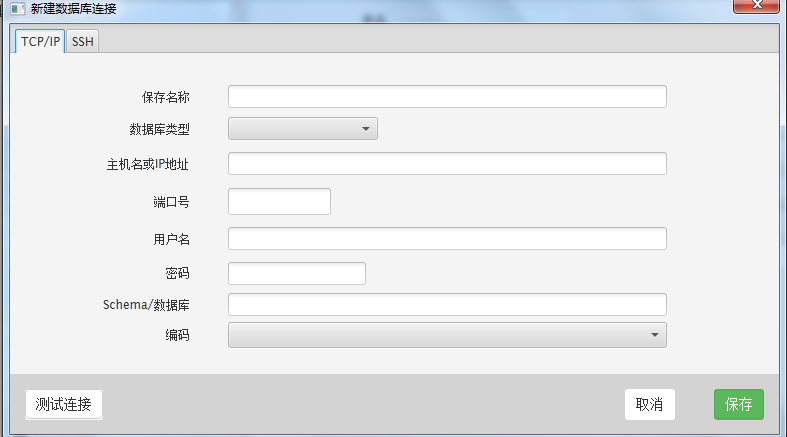 新建数据库连接
TCP/IP SSH
保存名称
数据库类型
主机名或IP地址
端口号
用户名
密码
Schema/数据库
编码
测试连接 取消 保存